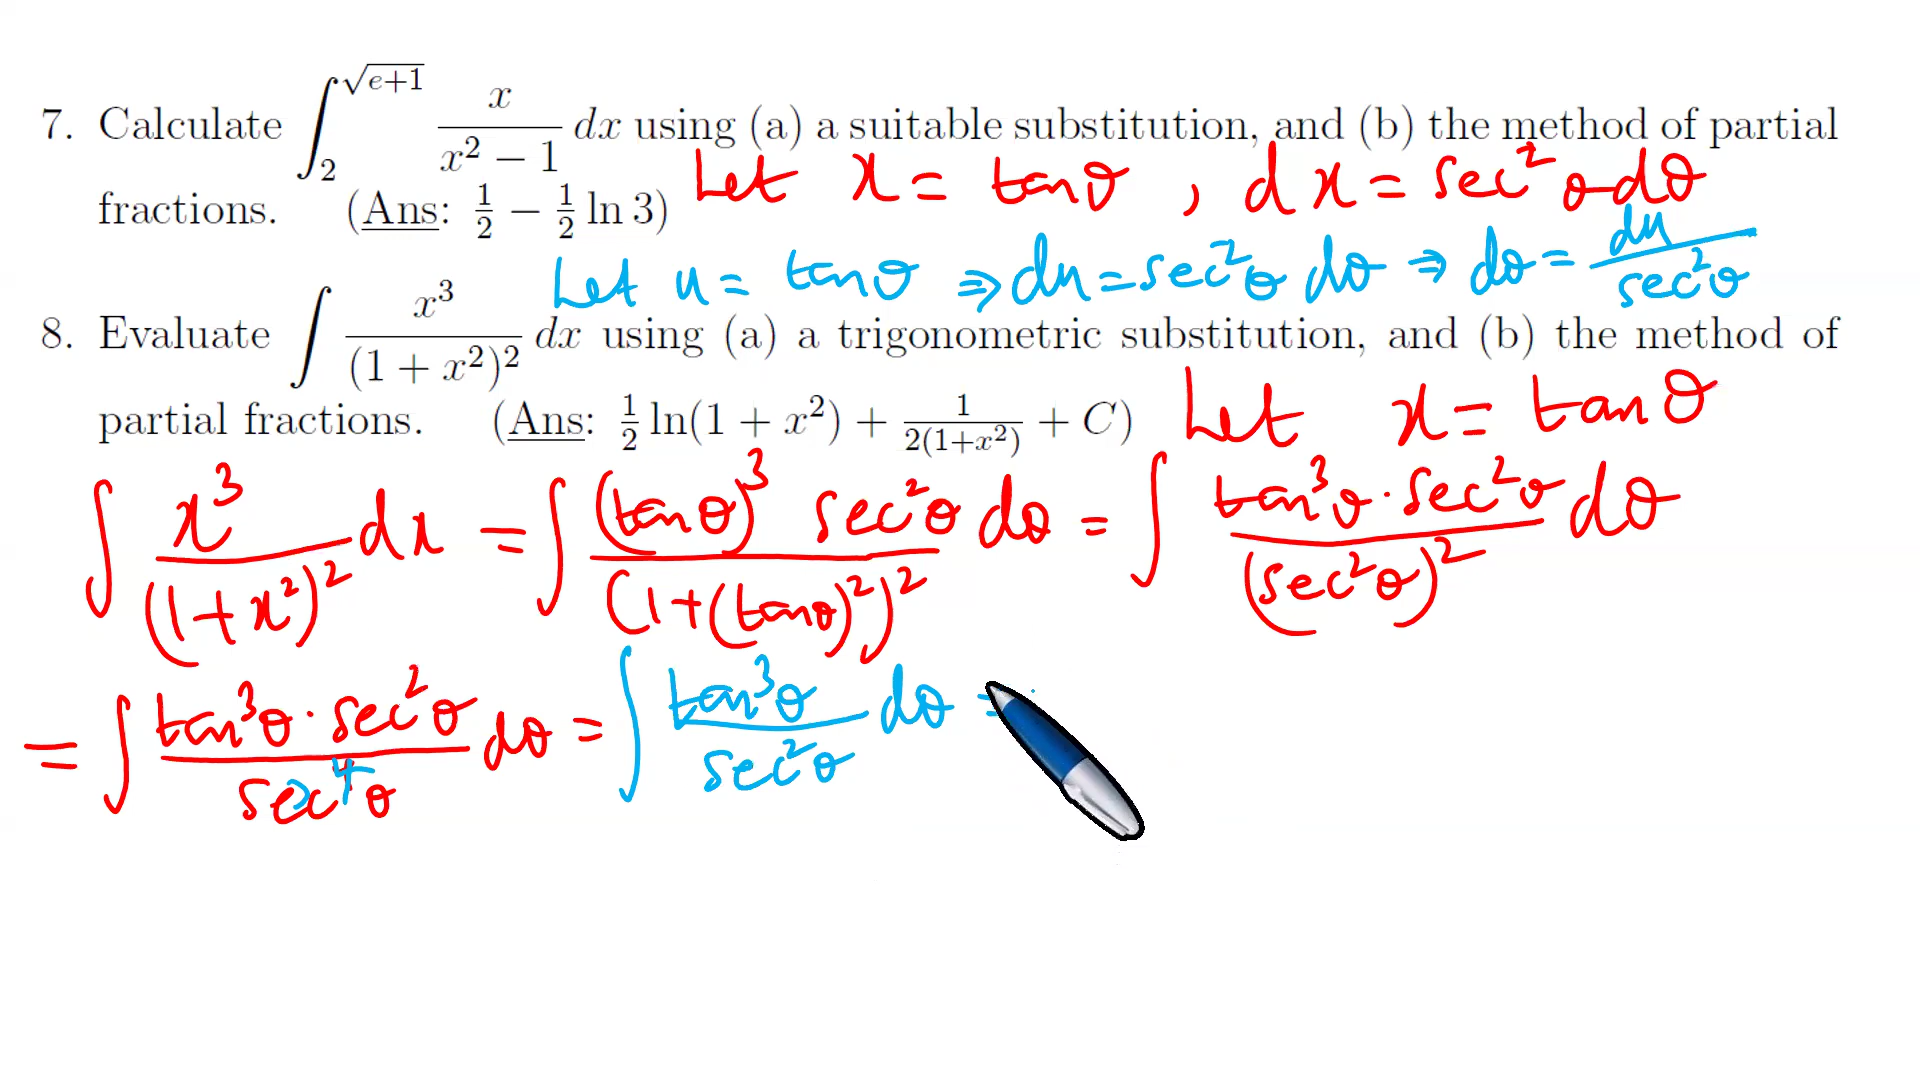 7. Calculate ∫_2^{√(e+1)} x/(x² − 1) dx using (a) a suitable substitution, and (b) the method of partial
Let x = tanθ , dx = sec²θ dθ
fractions. (Ans: 1/2 − 1/2 ln 3)
Let u = tanθ ⇒ du = sec²θ dθ ⇒ dθ = du/sec²θ
8. Evaluate ∫ x³/(1 + x²)² dx using (a) a trigonometric substitution, and (b) the method of
partial fractions. (Ans: 1/2 ln(1 + x²) + 1/(2(1+x²)) + C) Let x = tanθ
∫ x³/(1+x²)² dx = ∫ (tanθ)³ sec²θ dθ/(1+(tanθ)²)² = ∫ tan³θ · sec²θ/(sec²θ)² dθ
= ∫ tan³θ · sec²θ/sec⁴θ dθ = ∫ tan³θ/sec²θ dθ =